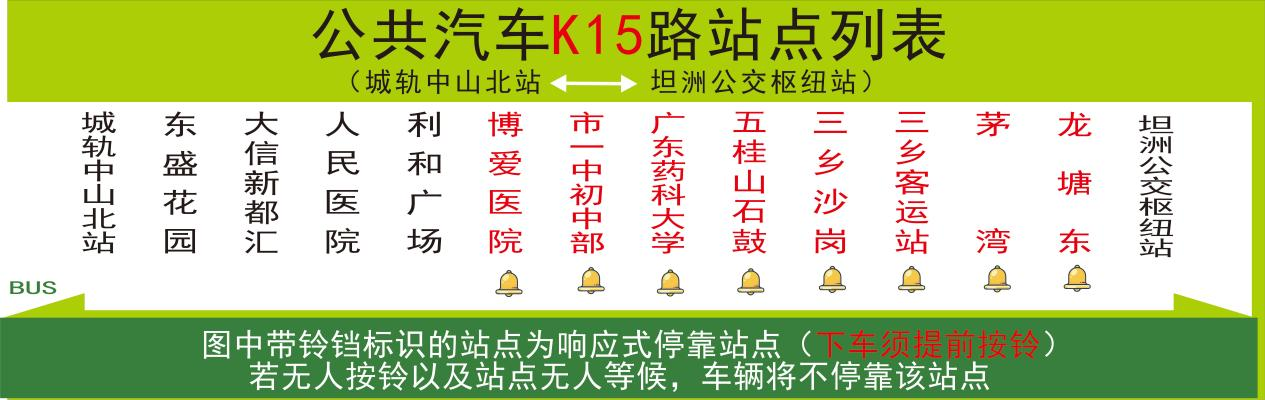 公共汽车K15路站点列表
（城轨中山北站 坦洲公交枢纽站）
城轨中山北站
东盛花园
大信新都汇
人民医院
利和广场
博爱医院
市一中初中部
广东药科大学
五桂山石鼓
三乡沙岗
三乡客运站
茅湾
龙塘东
坦洲公交枢纽站
BUS
图中带铃铛标识的站点为响应式停靠站点（下车须提前按铃）
若无人按铃以及站点无人等候，车辆将不停靠该站点